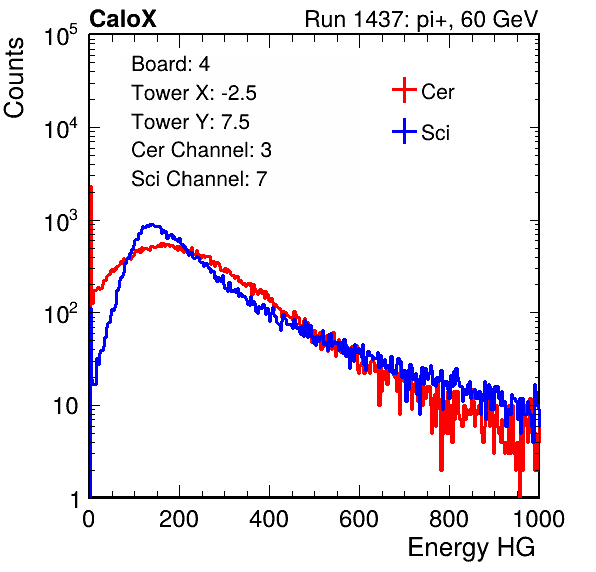 CaloX Run 1437: pi+, 60 GeV
Counts
Board: 4
Tower X: -2.5
Tower Y: 7.5
Cer Channel: 3
Sci Channel: 7
Cer
Sci
10^5
10^4
10^3
10^2
10
1
0 200 400 600 800 1000
Energy HG